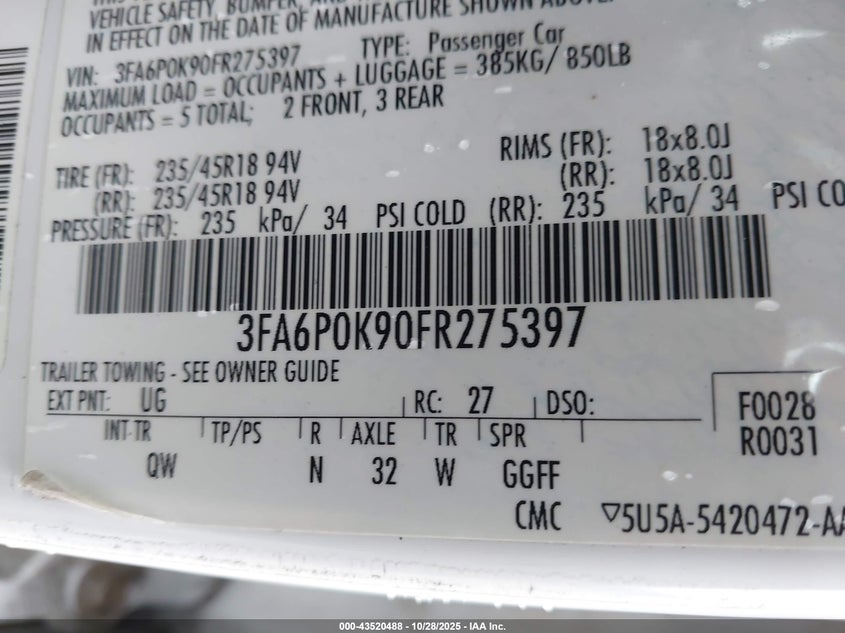 VEHICLE SAFETY, BUMPER, AND
IN EFFECT ON THE DATE OF MANUFACTURE SHOWN ABOVE.
VIN: 3FA6P0K90FR275397 TYPE: Passenger Car
MAXIMUM LOAD = OCCUPANTS + LUGGAGE = 385KG/ 850LB
OCCUPANTS = 5 TOTAL; 2 FRONT, 3 REAR
TIRE (FR): 235/45R18 94V RIMS (FR): 18x8.0J
(RR): 235/45R18 94V (RR): 18x8.0J
PRESSURE (FR): 235 kPa/ 34 PSI COLD (RR): 235 kPa/ 34 PSI CO
3FA6P0K90FR275397
TRAILER TOWING - SEE OWNER GUIDE
EXT PNT: UG RC: 27 DSO: F0028
INT TR TP/PS R AXLE TR SPR R0031
QW N 32 W GGFF
CMC ▽5U5A-5420472-AA
000-43520488 - 10/28/2025 - IAA Inc.